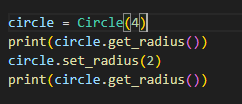 circle = Circle(4)
print(circle.get_radius())
circle.set_radius(2)
print(circle.get_radius())